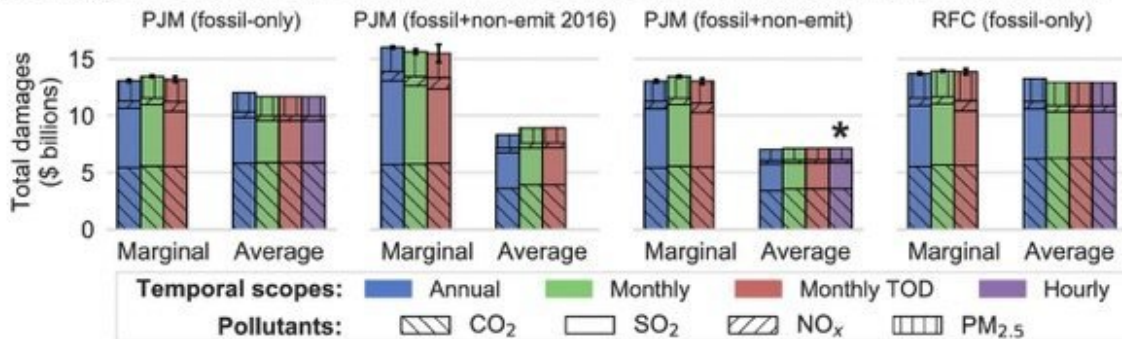 PJM (fossil-only) PJM (fossil+non-emit 2016) PJM (fossil+non-emit) RFC (fossil-only)
Total damages
($ billions)
15
10
5
0
*
Marginal Average Marginal Average Marginal Average Marginal Average
Temporal scopes: Annual Monthly Monthly TOD Hourly
Pollutants: CO₂ SO₂ NOₓ PM₂.₅